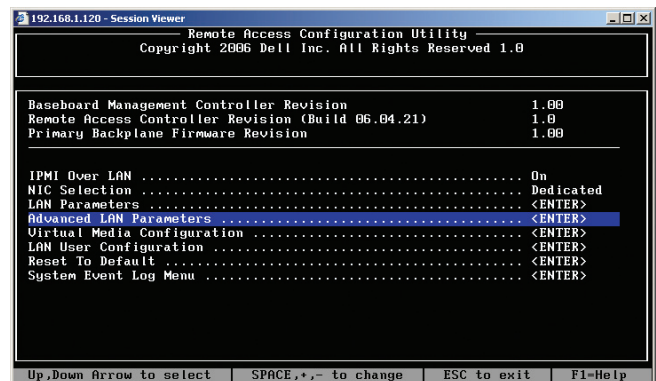 192.168.1.120 - Session Viewer
Remote Access Configuration Utility
Copyright 2006 Dell Inc. All Rights Reserved 1.0
Baseboard Management Controller Revision 1.00
Remote Access Controller Revision (Build 06.04.21) 1.0
Primary Backplane Firmware Revision 1.00
IPMI Over LAN ................................................ On
NIC Selection ................................................ Dedicated
LAN Parameters ............................................... <ENTER>
Advanced LAN Parameters ...................................... <ENTER>
Virtual Media Configuration .................................. <ENTER>
LAN User Configuration ....................................... <ENTER>
Reset To Default ............................................. <ENTER>
System Event Log Menu ........................................ <ENTER>
Up,Down Arrow to select | SPACE,+,- to change | ESC to exit | F1=Help